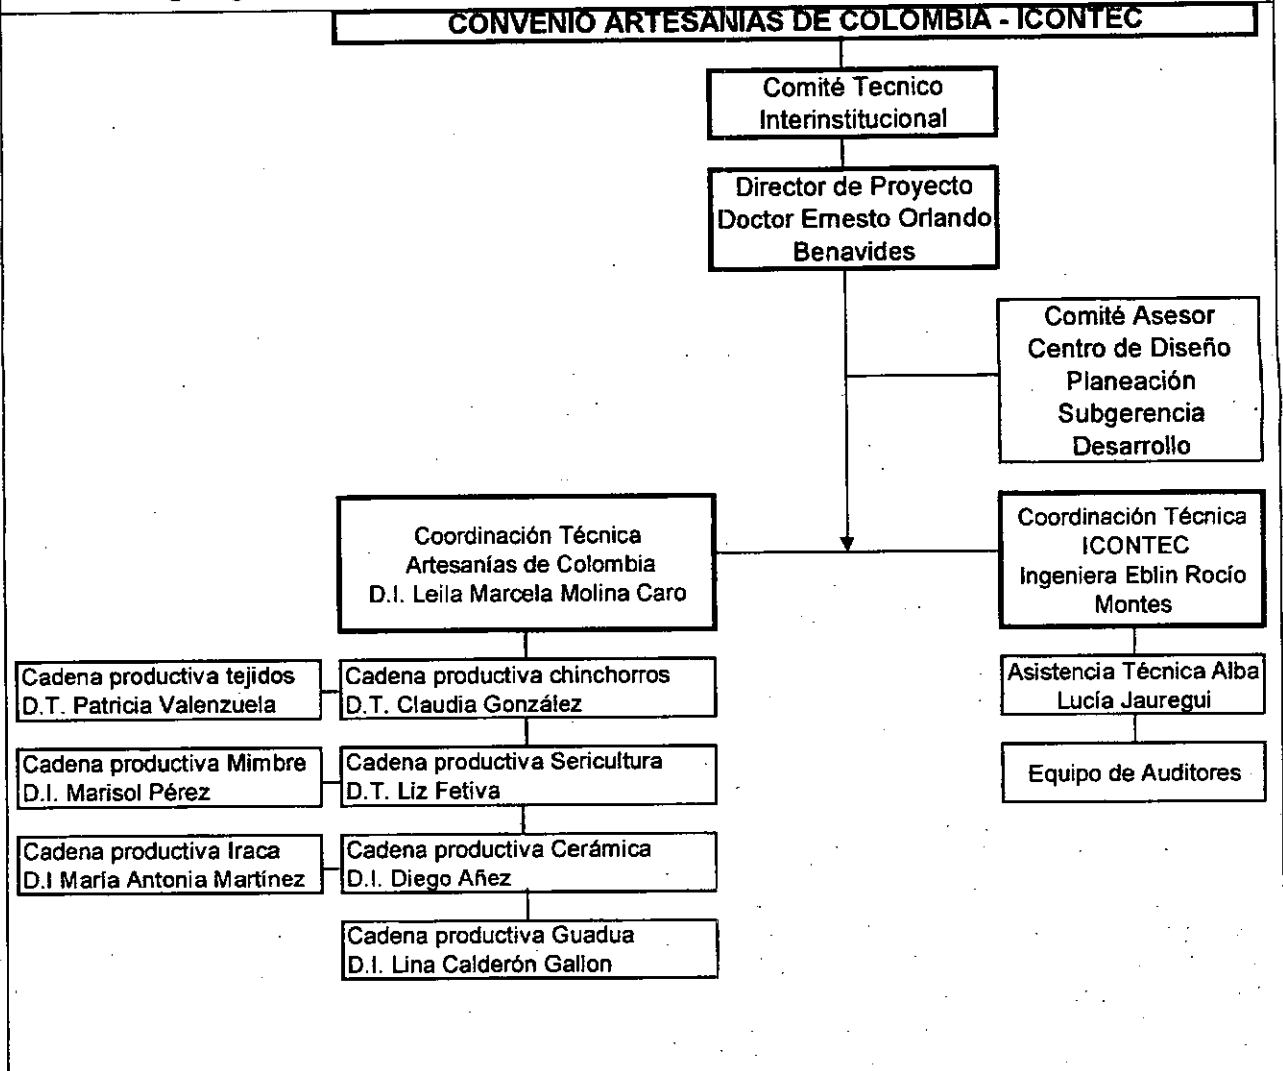 CONVENIO ARTESANIAS DE COLOMBIA - ICONTEC
Comité Tecnico
Interinstitucional
Director de Proyecto
Doctor Ernesto Orlando
Benavides
Comité Asesor
Centro de Diseño
Planeación
Subgerencia
Desarrollo
Coordinación Técnica
Artesanías de Colombia
D.I. Leila Marcela Molina Caro
Coordinación Técnica
ICONTEC
Ingeniera Eblin Rocío
Montes
Cadena productiva tejidos
D.T. Patricia Valenzuela
Cadena productiva chinchorros
D.T. Claudia González
Asistencia Técnica Alba
Lucía Jauregui
Cadena productiva Mimbre
D.I. Marisol Pérez
Cadena productiva Sericultura
D.T. Liz Fetiva
Equipo de Auditores
Cadena productiva Iraca
D.I María Antonia Martínez
Cadena productiva Cerámica
D.I. Diego Añez
Cadena productiva Guadua
D.I. Lina Calderón Gallon